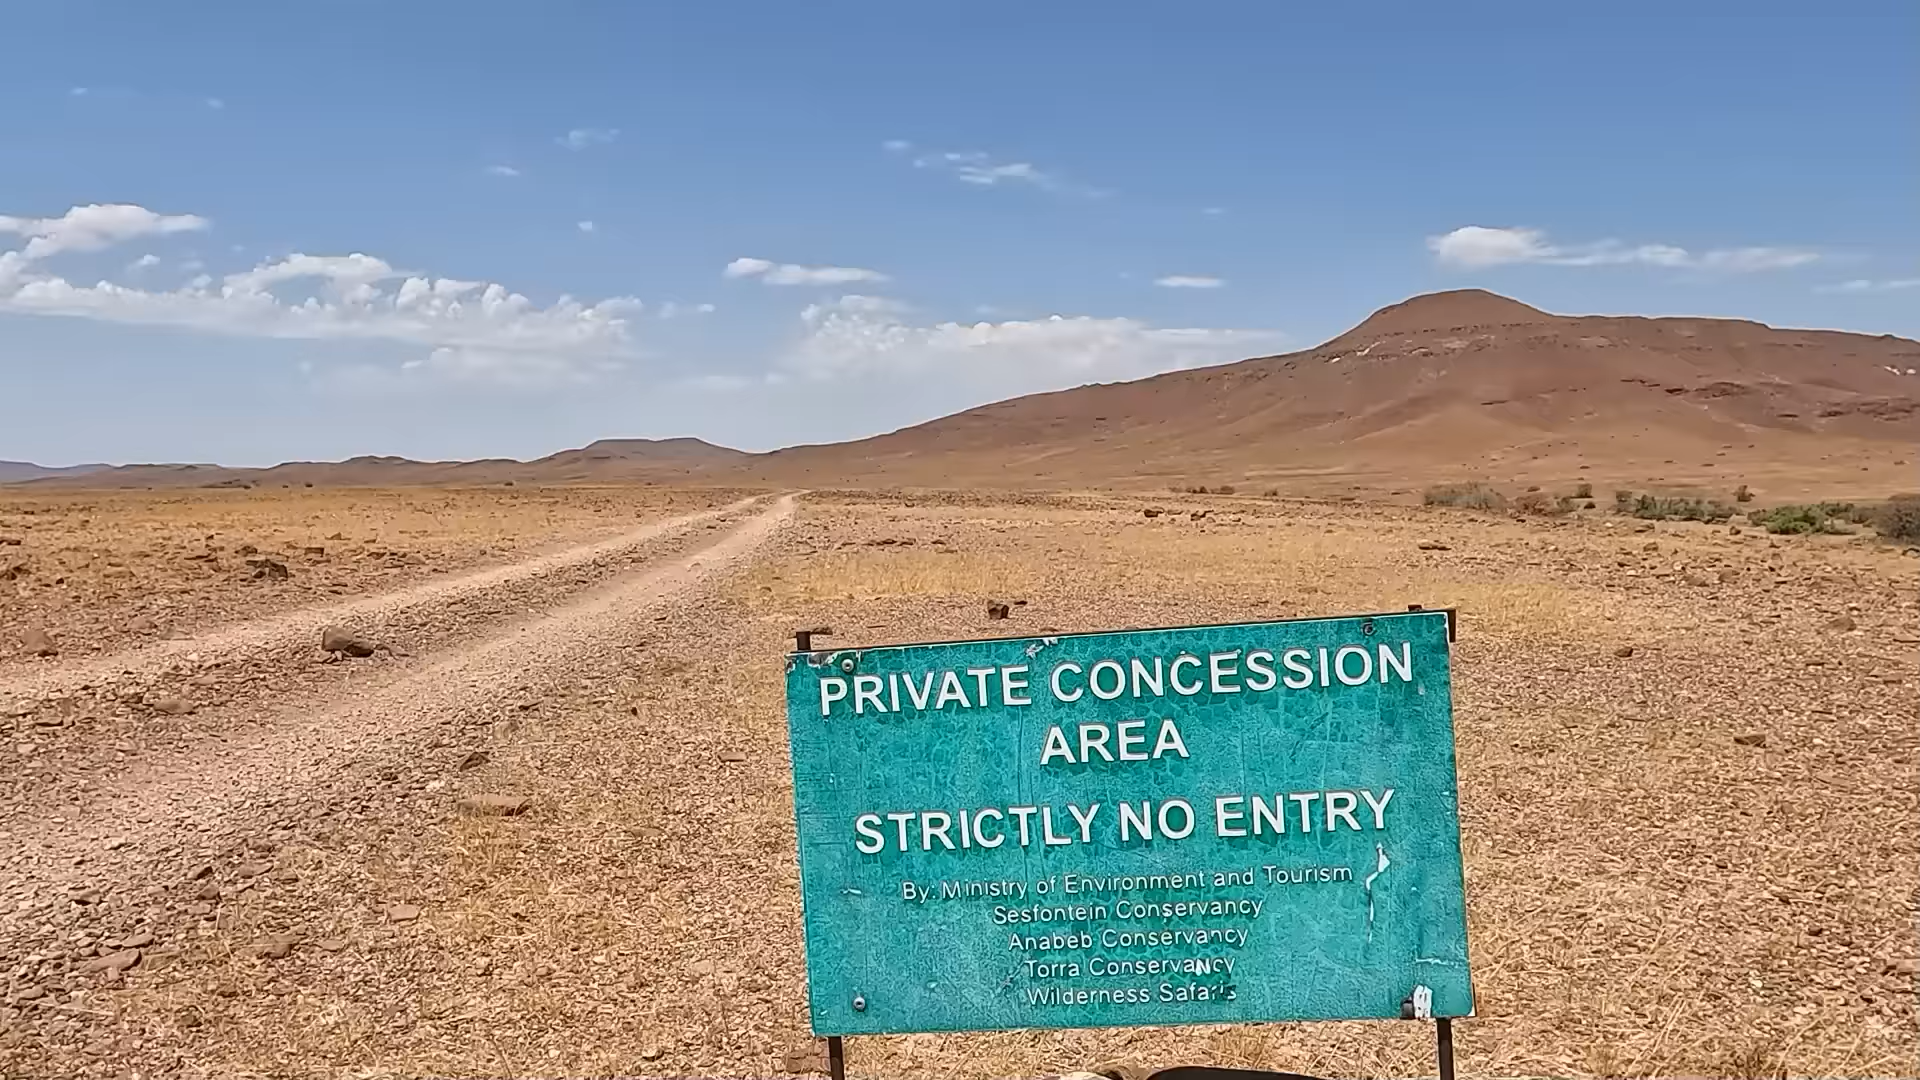 PRIVATE CONCESSION
AREA
STRICTLY NO ENTRY
By: Ministry of Environment and Tourism
Sesfontein Conservancy
Anabeb Conservancy
Torra Conservancy
Wilderness Safaris